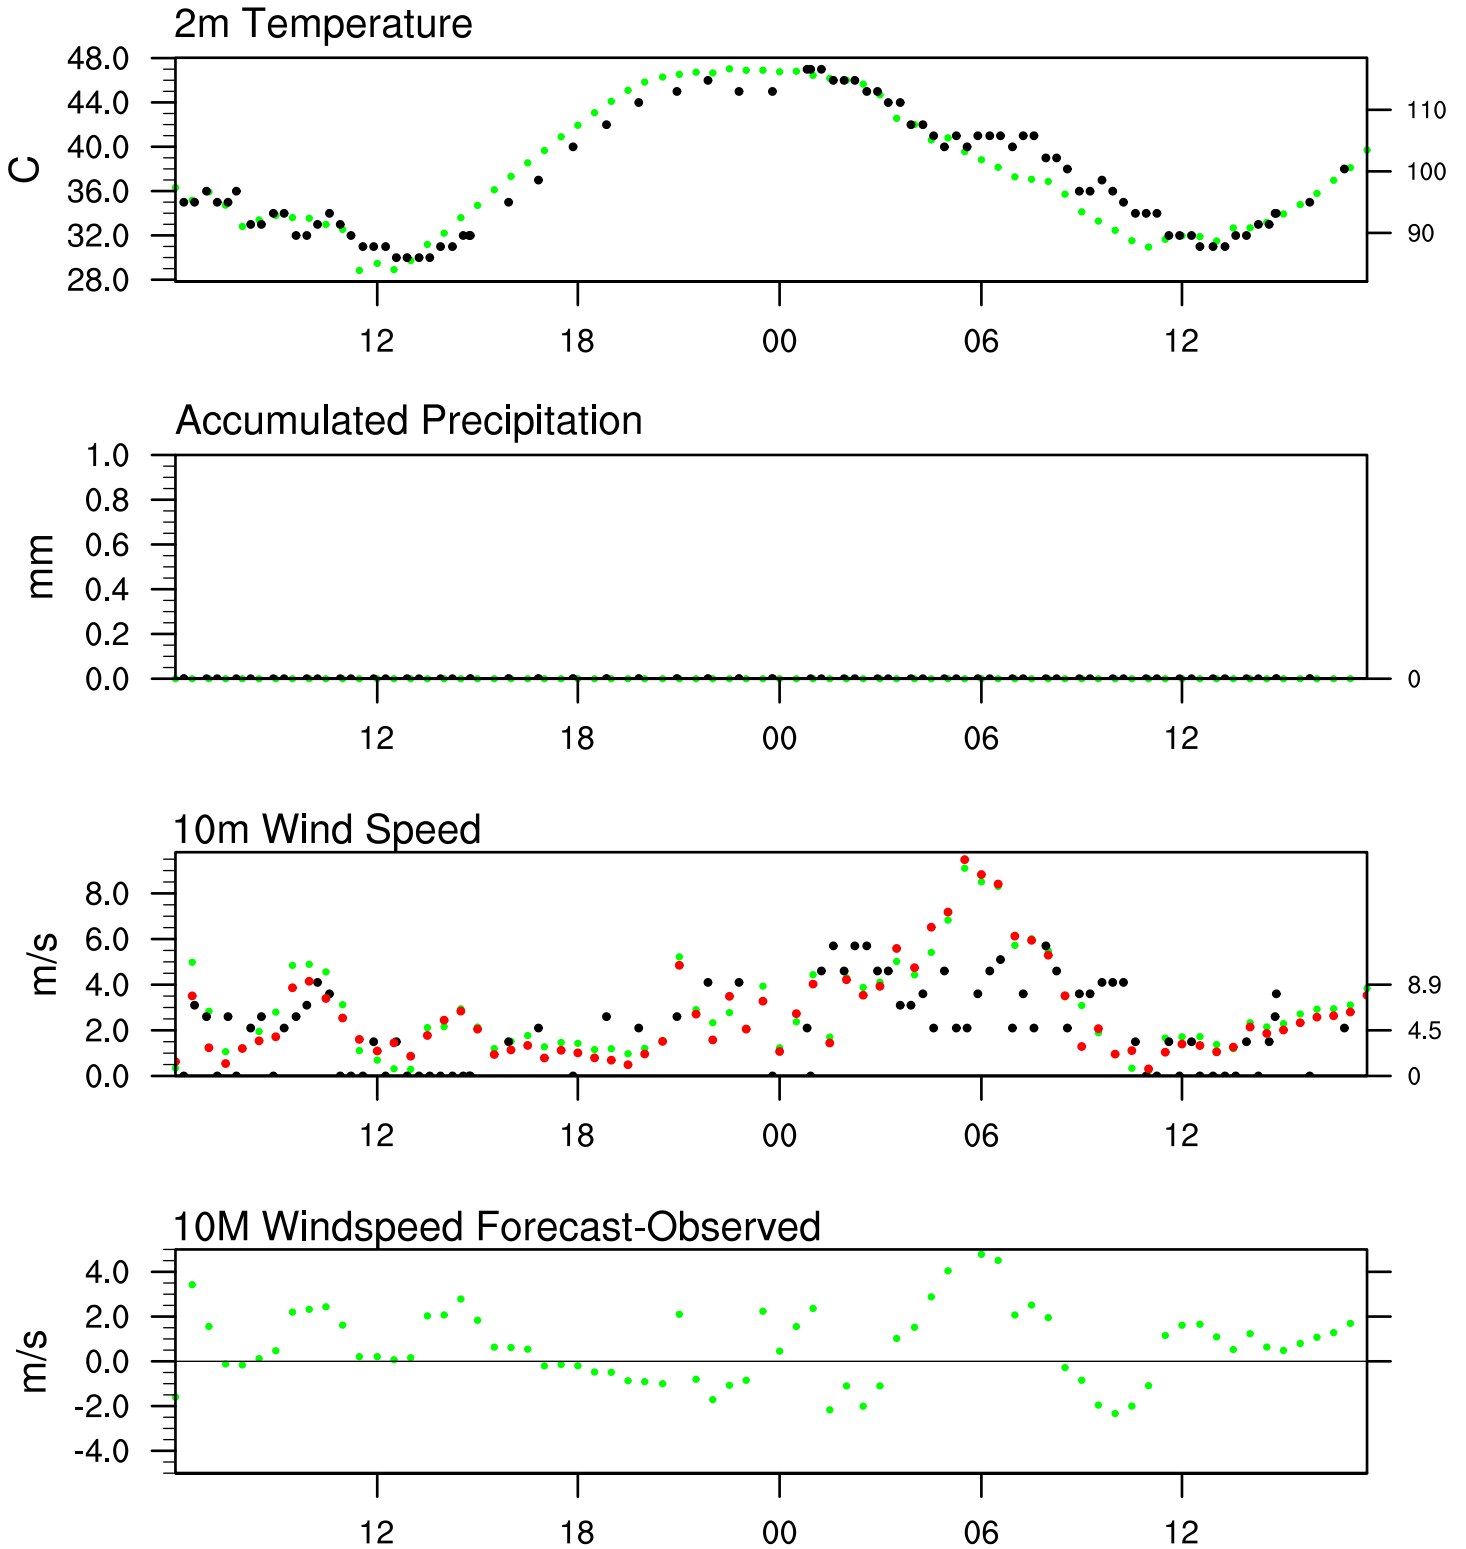 2m Temperature
48.0
44.0
40.0
36.0
32.0
28.0
C
110
100
90
12 18 00 06 12
Accumulated Precipitation
1.0
0.8
0.6
0.4
0.2
0.0
mm
0
12 18 00 06 12
10m Wind Speed
8.0
6.0
4.0
2.0
0.0
m/s
8.9
4.5
0
12 18 00 06 12
10M Windspeed Forecast-Observed
4.0
2.0
0.0
-2.0
-4.0
m/s
12 18 00 06 12